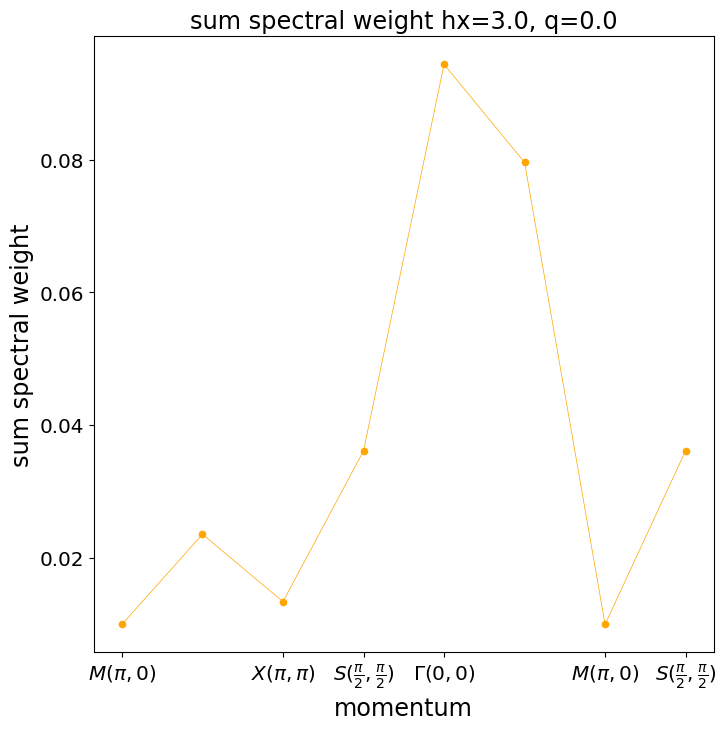 sum spectral weight hx=3.0, q=0.0
sum spectral weight
0.08
0.06
0.04
0.02
M(π, 0) X(π, π) S(π/2, π/2) Γ(0, 0) M(π, 0) S(π/2, π/2)
momentum